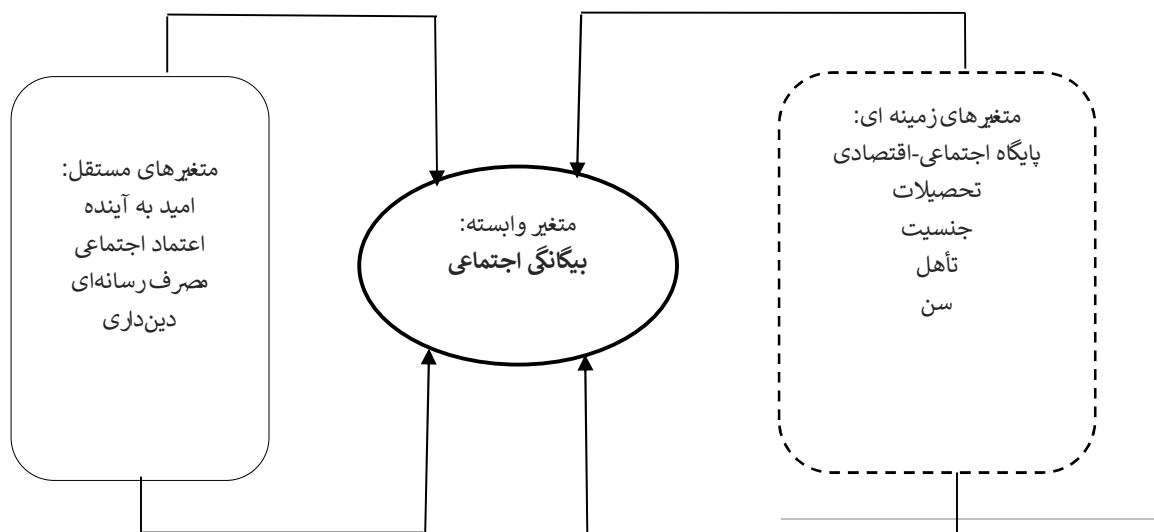 متغیرهای زمینه ای:
پایگاه اجتماعی-اقتصادی
تحصیلات
جنسیت
تأهل
سن
متغیر وابسته:
بیگانگی اجتماعی
متغیرهای مستقل:
امید به آینده
اعتماد اجتماعی
مصرف رسانه‌ای
دین‌داری